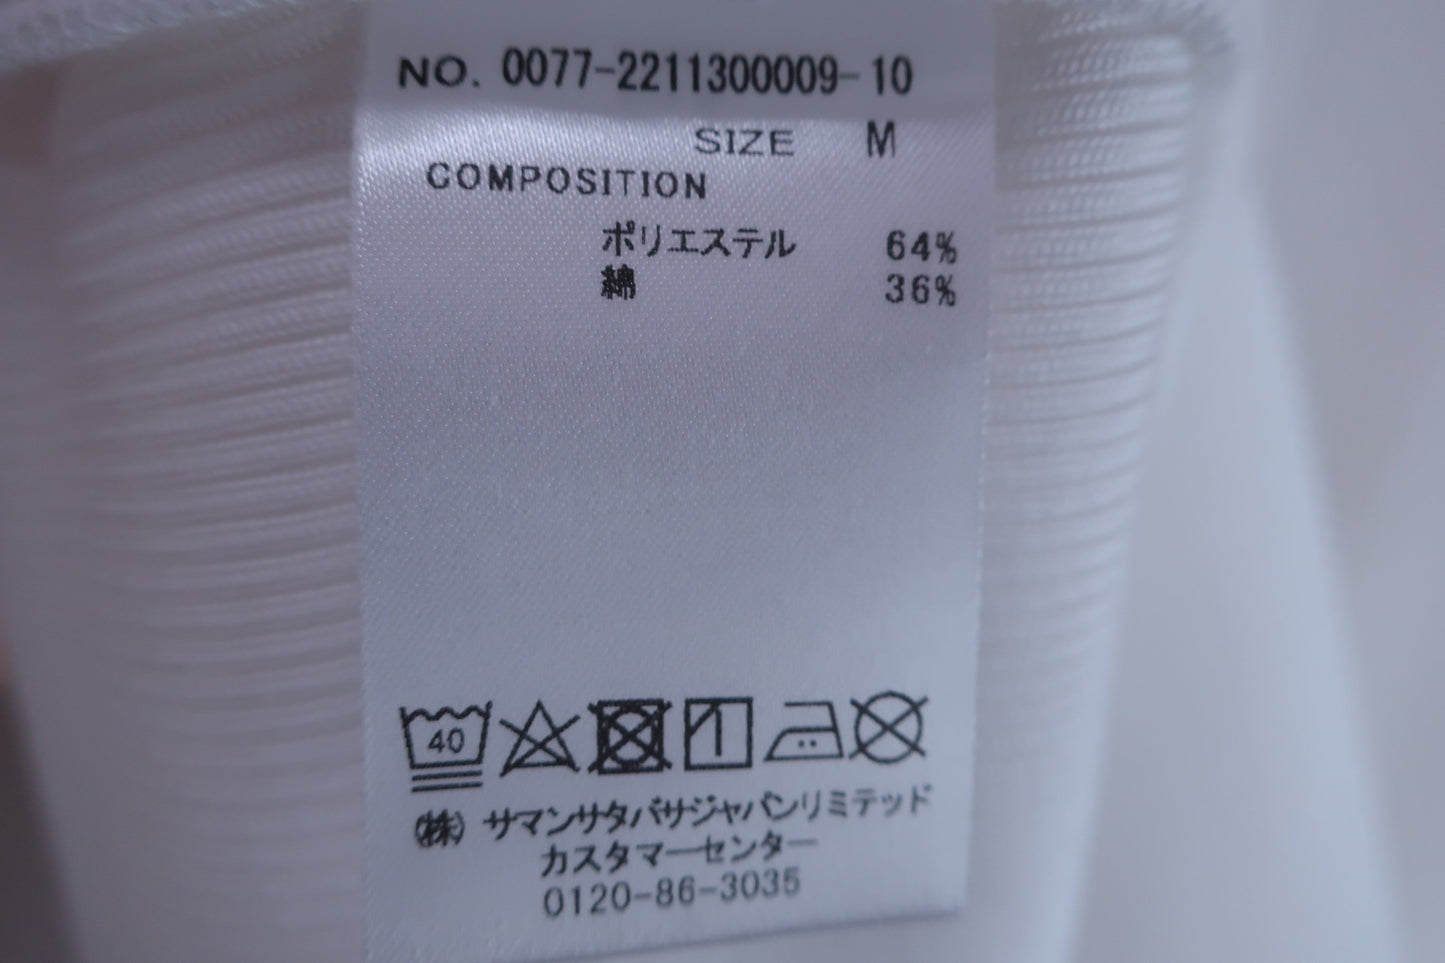 NO. 0077-2211300009-10
SIZE M
COMPOSITION
ポリエステル 64%
綿 36%
40
㈱ サマンサタバサジャパンリミテッド
カスタマーセンター
0120-86-3035